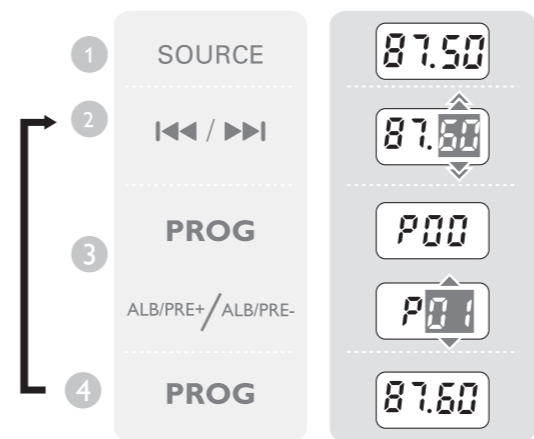 1 SOURCE 87.50
2 / 87.60
3 PROG P00
ALB/PRE+/ALB/PRE- P01
4 PROG 87.60